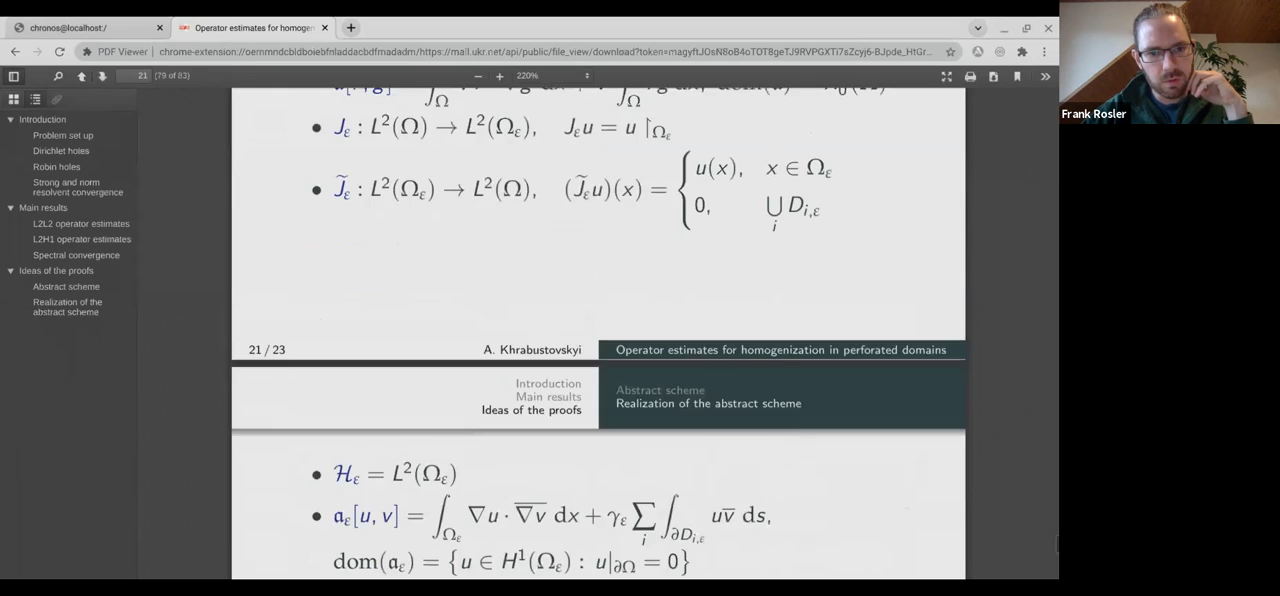 chronos@localhost:/
Operator estimates for homogen
PDF Viewer | chrome-extension://oemmndcbldboiebfnladdacbdfmadadm/https://mail.ukr.net/api/public/file_view/download?token=
21 (79 of 83)
220%
Introduction
Problem set up
Dirichlet holes
Robin holes
Strong and norm
resolvent convergence
Main results
L2L2 operator estimates
L2H1 operator estimates
Spectral convergence
Ideas of the proofs
Abstract scheme
Realization of the
abstract scheme
• J_ε : L²(Ω) → L²(Ω_ε), J_ε u = u ↾_{Ω_ε}
• J̃_ε : L²(Ω_ε) → L²(Ω), (J̃_ε u)(x) = { u(x), x ∈ Ω_ε
0, ⋃_i D_{i,ε}
21 / 23 A. Khrabustovskyi Operator estimates for homogenization in perforated domains
Introduction
Main results
Ideas of the proofs
Abstract scheme
Realization of the abstract scheme
• ℋ_ε = L²(Ω_ε)
• 𝔞_ε[u, v] = ∫_{Ω_ε} ∇u · ∇v̅ dx + γ_ε ∑_i ∫_{∂D_{i,ε}} uv̅ ds,
dom(𝔞_ε) = {u ∈ H¹(Ω_ε) : u|_{∂Ω} = 0}
Frank Rosler